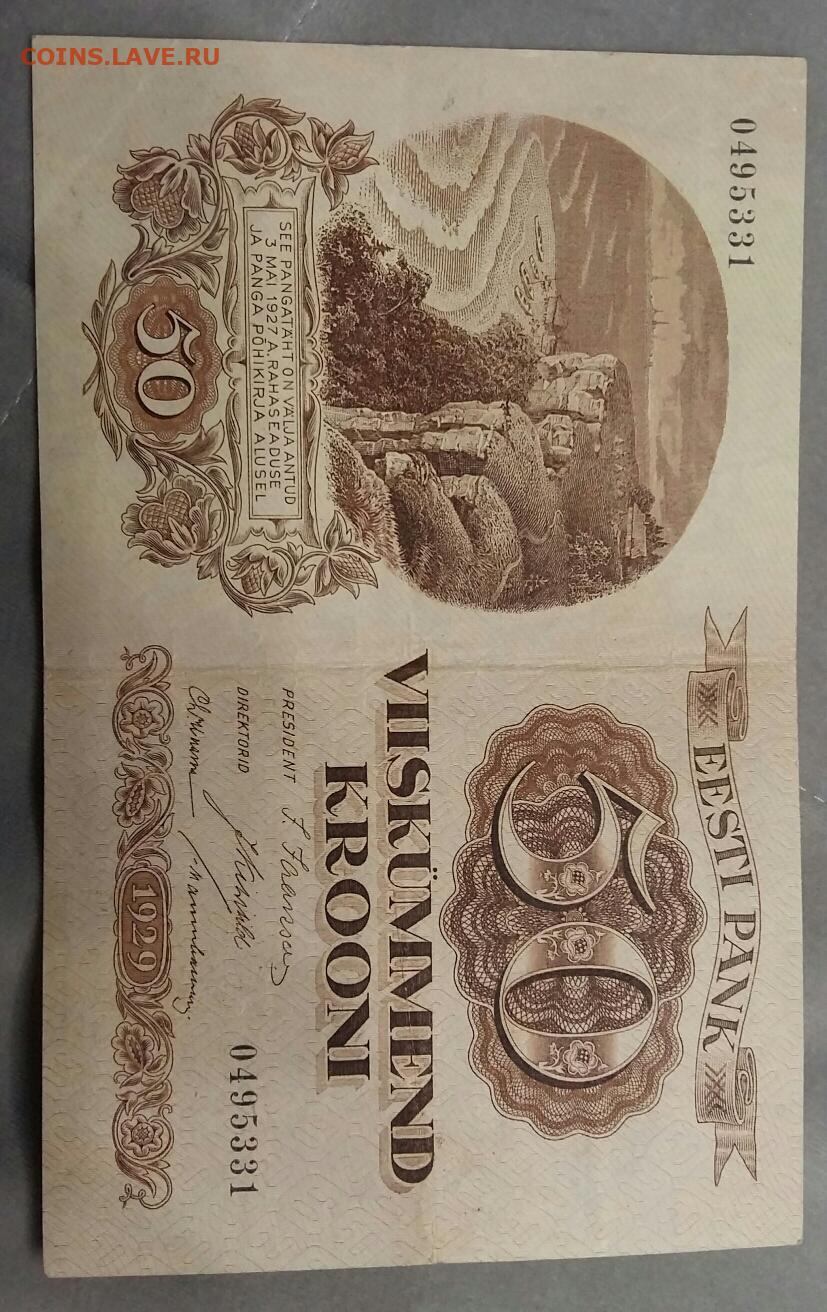 COINS.LAVE.RU
0495331
SEE PANGATÄHT ON VÄLJA ANTUD
3 MAI 1927 A. RAHASEADUSE
JA PANGA PÕHIKIRJA ALUSEL
50
EESTI PANK
50
VIISKÜMMEND
KROONI
PRESIDENT
DIREKTORID
0495331
1929